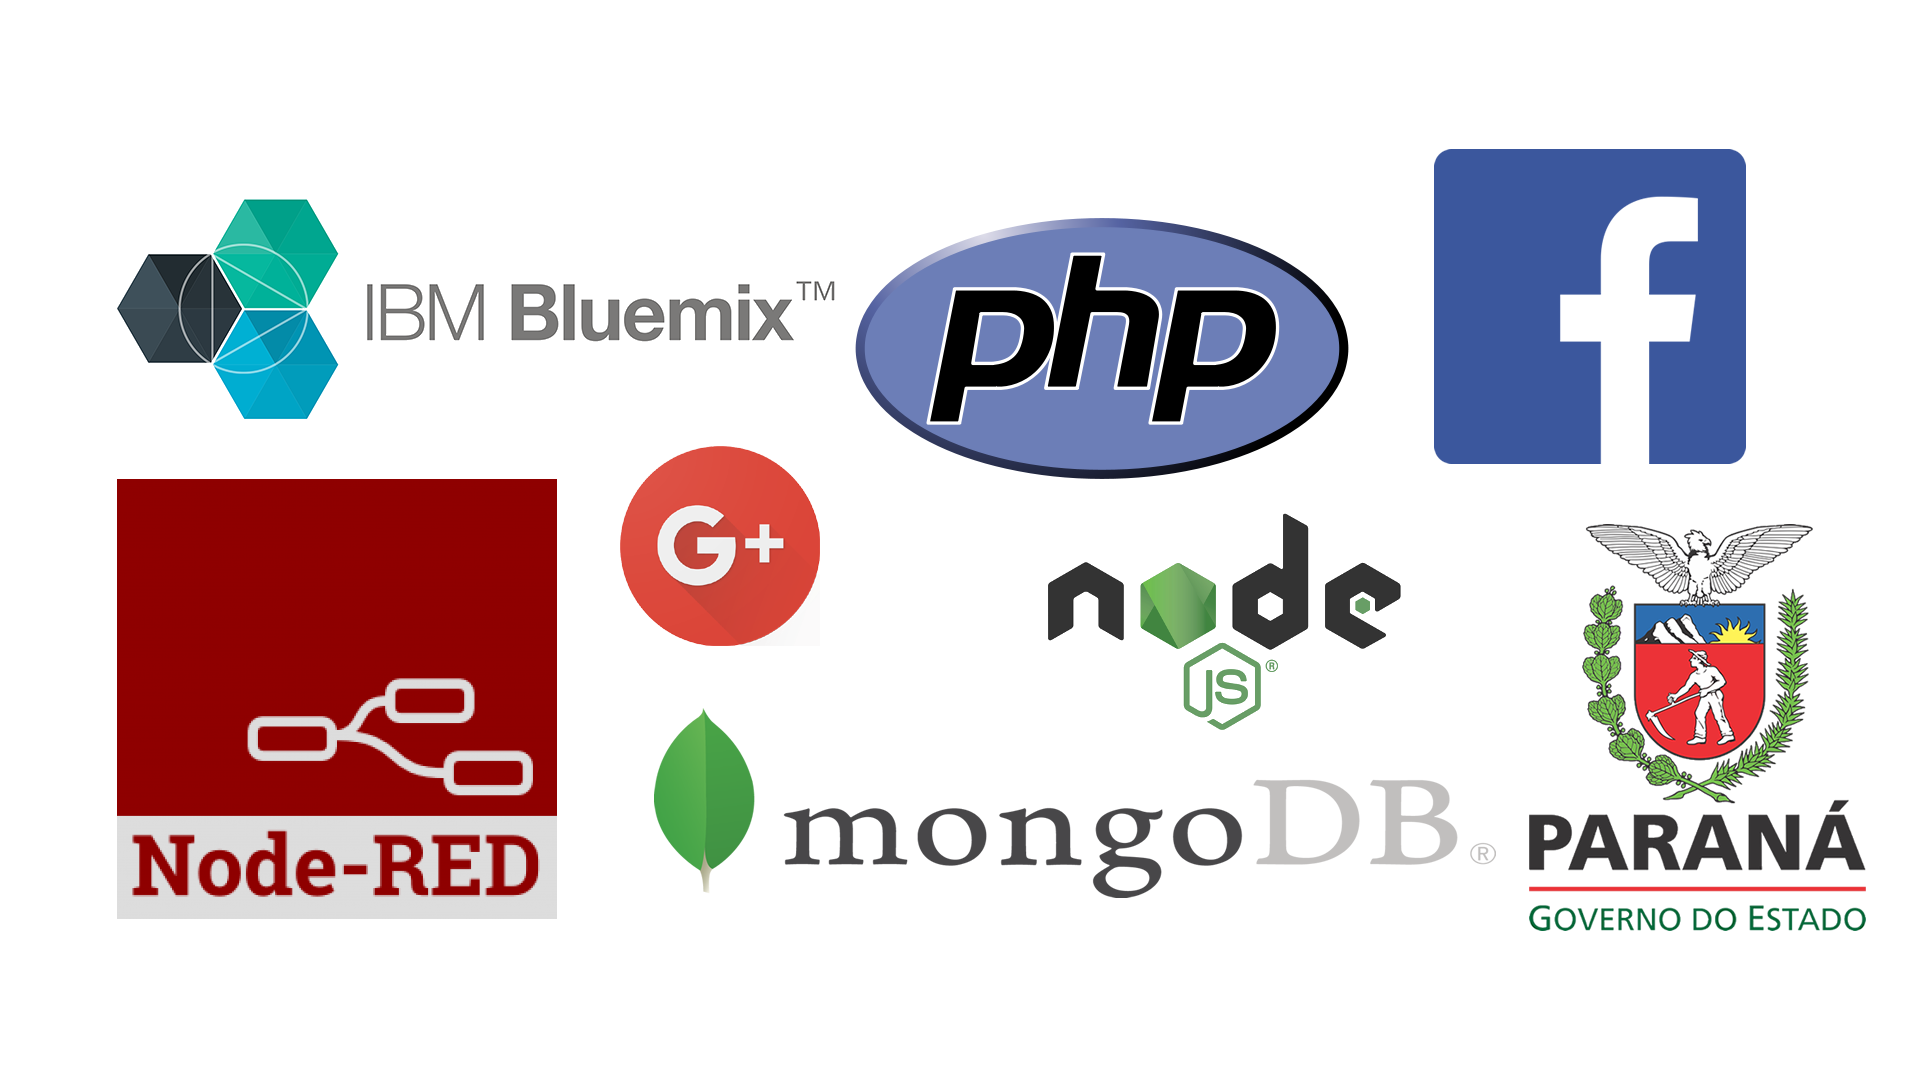 IBM Bluemix™
php
f
G+
node
JS®
Node-RED
mongoDB®
PARANÁ
GOVERNO DO ESTADO